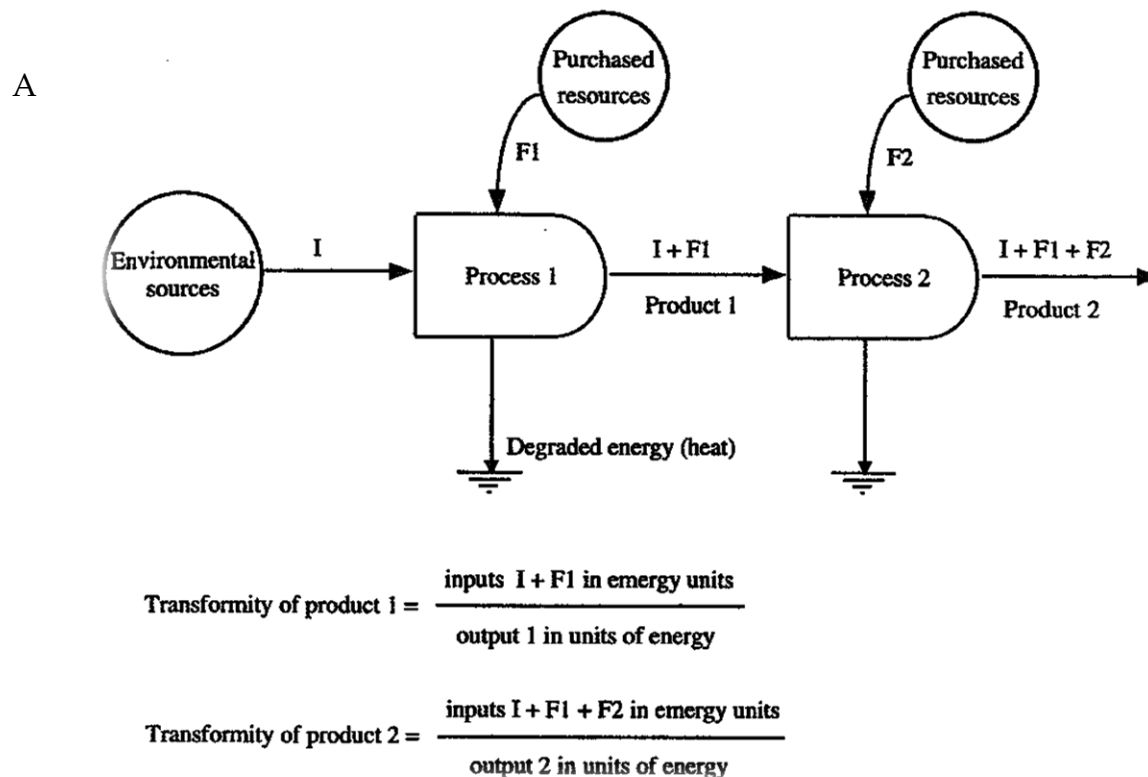 A
Purchased
resources
Purchased
resources
F1
F2
Environmental
sources
I
Process 1
I + F1
Product 1
Process 2
I + F1 + F2
Product 2
Degraded energy (heat)
Transformity of product 1 =
inputs I + F1 in emergy units
output 1 in units of energy
Transformity of product 2 =
inputs I + F1 + F2 in emergy units
output 2 in units of energy